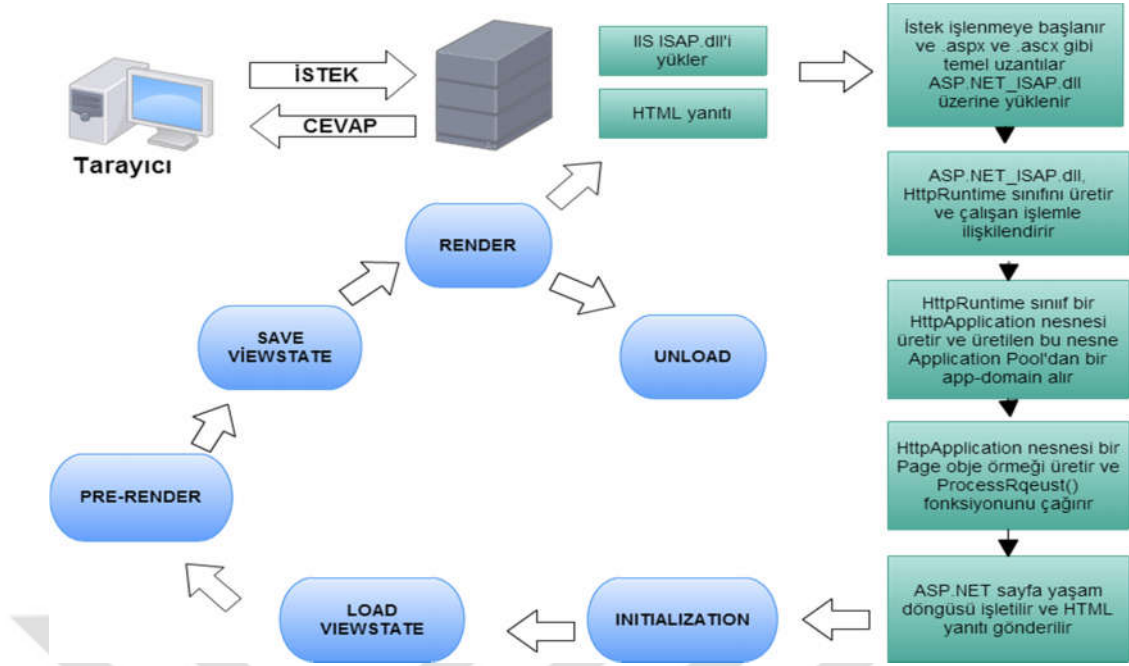 İSTEK
CEVAP
Tarayıcı
IIS ISAP.dll'i
yükler
HTML yanıtı
İstek işlenmeye başlanır
ve .aspx ve .ascx gibi
temel uzantılar
ASP.NET_ISAP.dll
üzerine yüklenir
ASP.NET_ISAP.dll,
HttpRuntime sınıfını üretir
ve çalışan işlemle
ilişkilendirir
HttpRuntime sınıif bir
HttpApplication nesnesi
üretir ve üretilen bu nesne
Application Pool'dan bir
app-domain alır
HttpApplication nesnesi bir
Page obje örmeği üretir ve
ProcessRqeust()
fonksiyonunu çağırır
ASP.NET sayfa yaşam
döngüsü işletilir ve HTML
yanıtı gönderilir
INITIALIZATION
LOAD
VIEWSTATE
PRE-RENDER
SAVE
VİEWSTATE
RENDER
UNLOAD